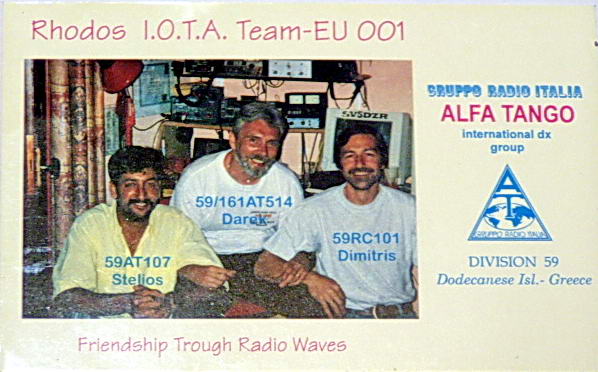 Rhodos I.O.T.A. Team-EU 001
SV5DZR
59/161AT514
Darek
59RC101
Dimitris
59AT107
Stelios
GRUPPO RADIO ITALIA
ALFA TANGO
international dx
group
AT
GRUPPO RADIO ITALIA
DIVISION 59
Dodecanese Isl.- Greece
Friendship Trough Radio Waves